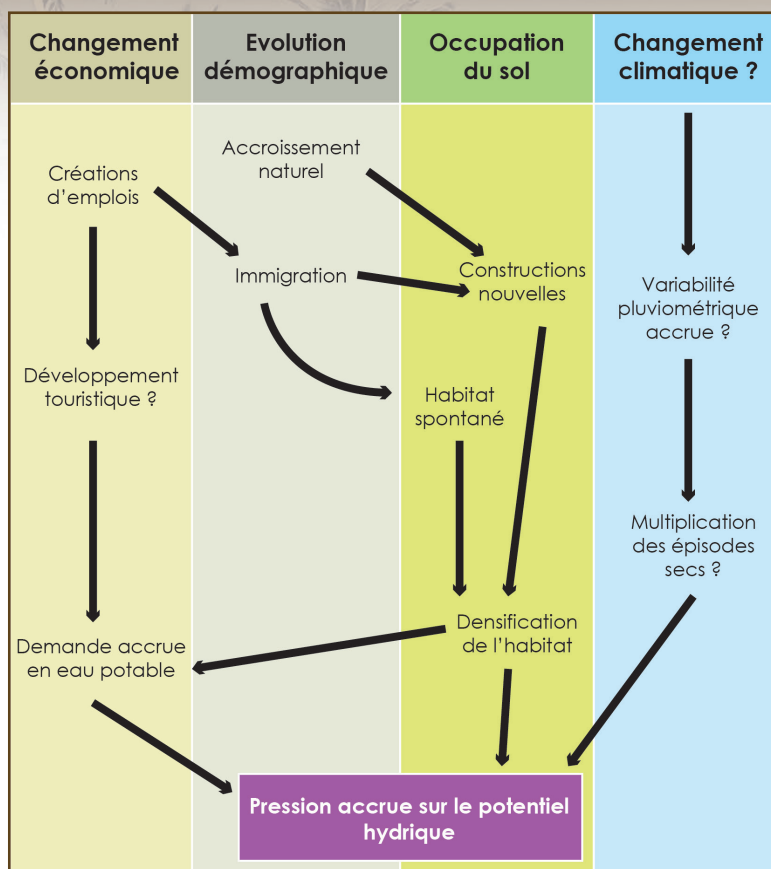 Changement
économique
Evolution
démographique
Occupation
du sol
Changement
climatique ?
Créations
d'emplois
Accroissement
naturel
Immigration
Constructions
nouvelles
Variabilité
pluviométrique
accrue ?
Développement
touristique ?
Habitat
spontané
Multiplication
des épisodes
secs ?
Demande accrue
en eau potable
Densification
de l'habitat
Pression accrue sur le potentiel
hydrique